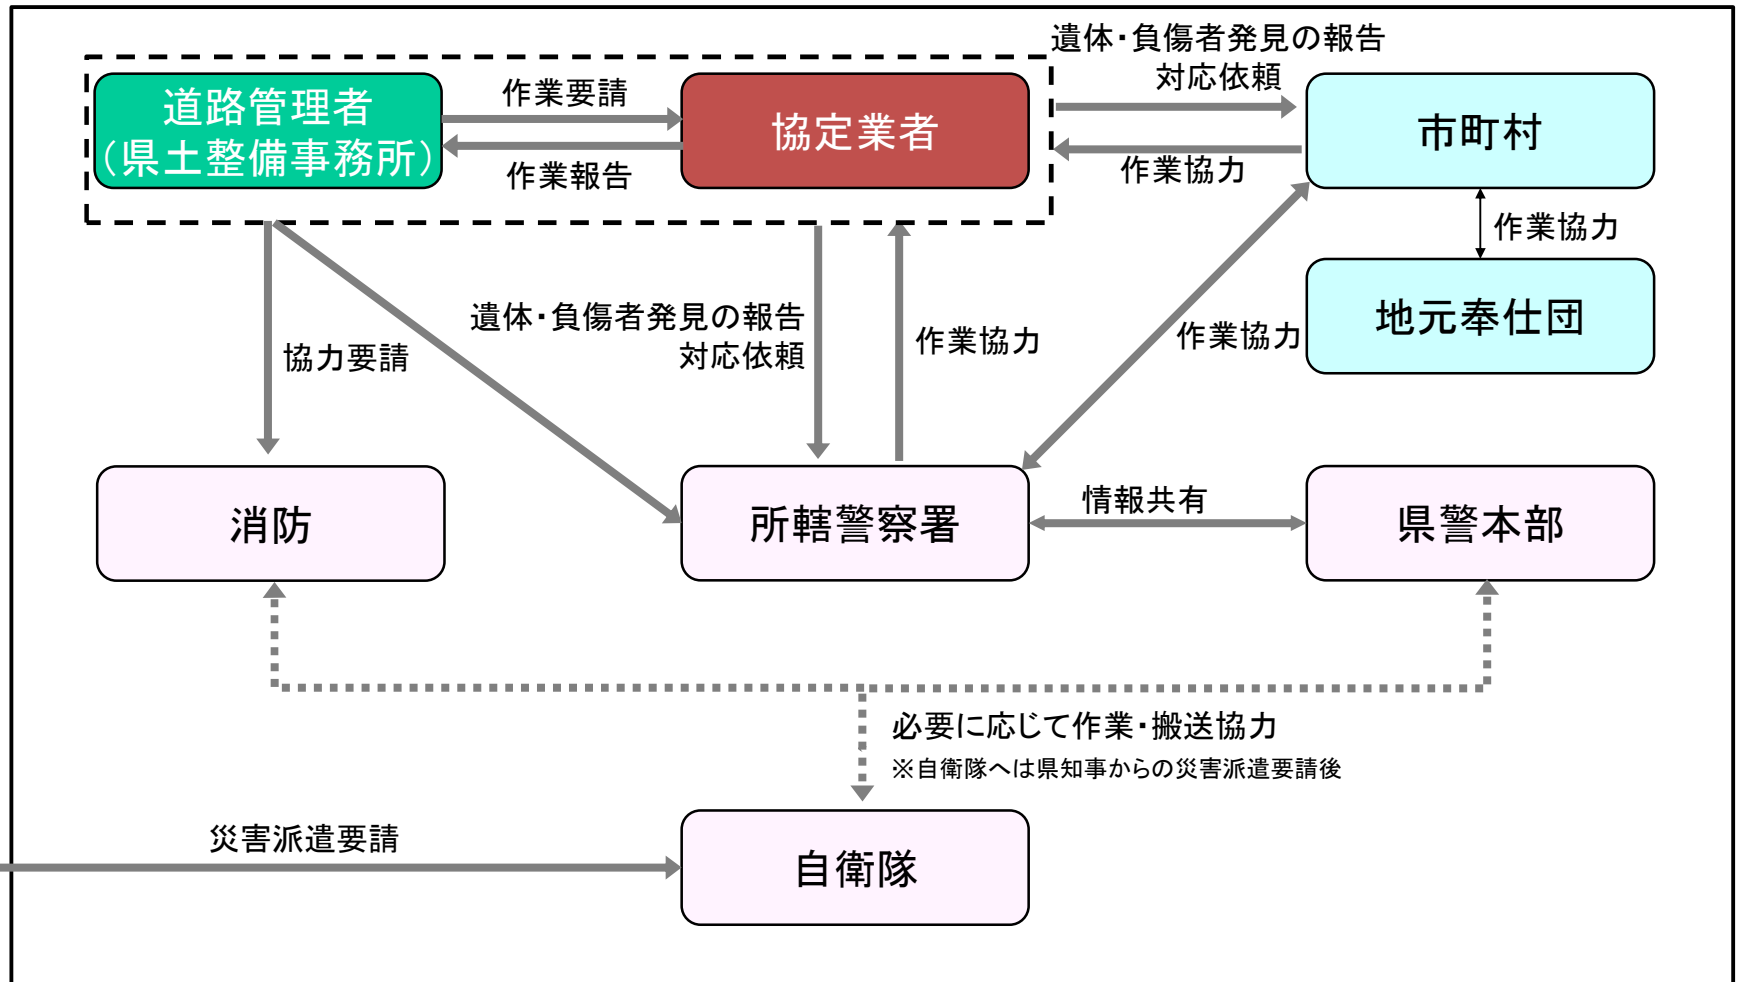 遺体・負傷者発見の報告
対応依頼
道路管理者
（県土整備事務所）
作業要請
作業報告
協定業者
作業協力
市町村
作業協力
地元奉仕団
協力要請
遺体・負傷者発見の報告
対応依頼
作業協力
作業協力
消防
所轄警察署
情報共有
県警本部
必要に応じて作業・搬送協力
※自衛隊へは県知事からの災害派遣要請後
災害派遣要請
自衛隊